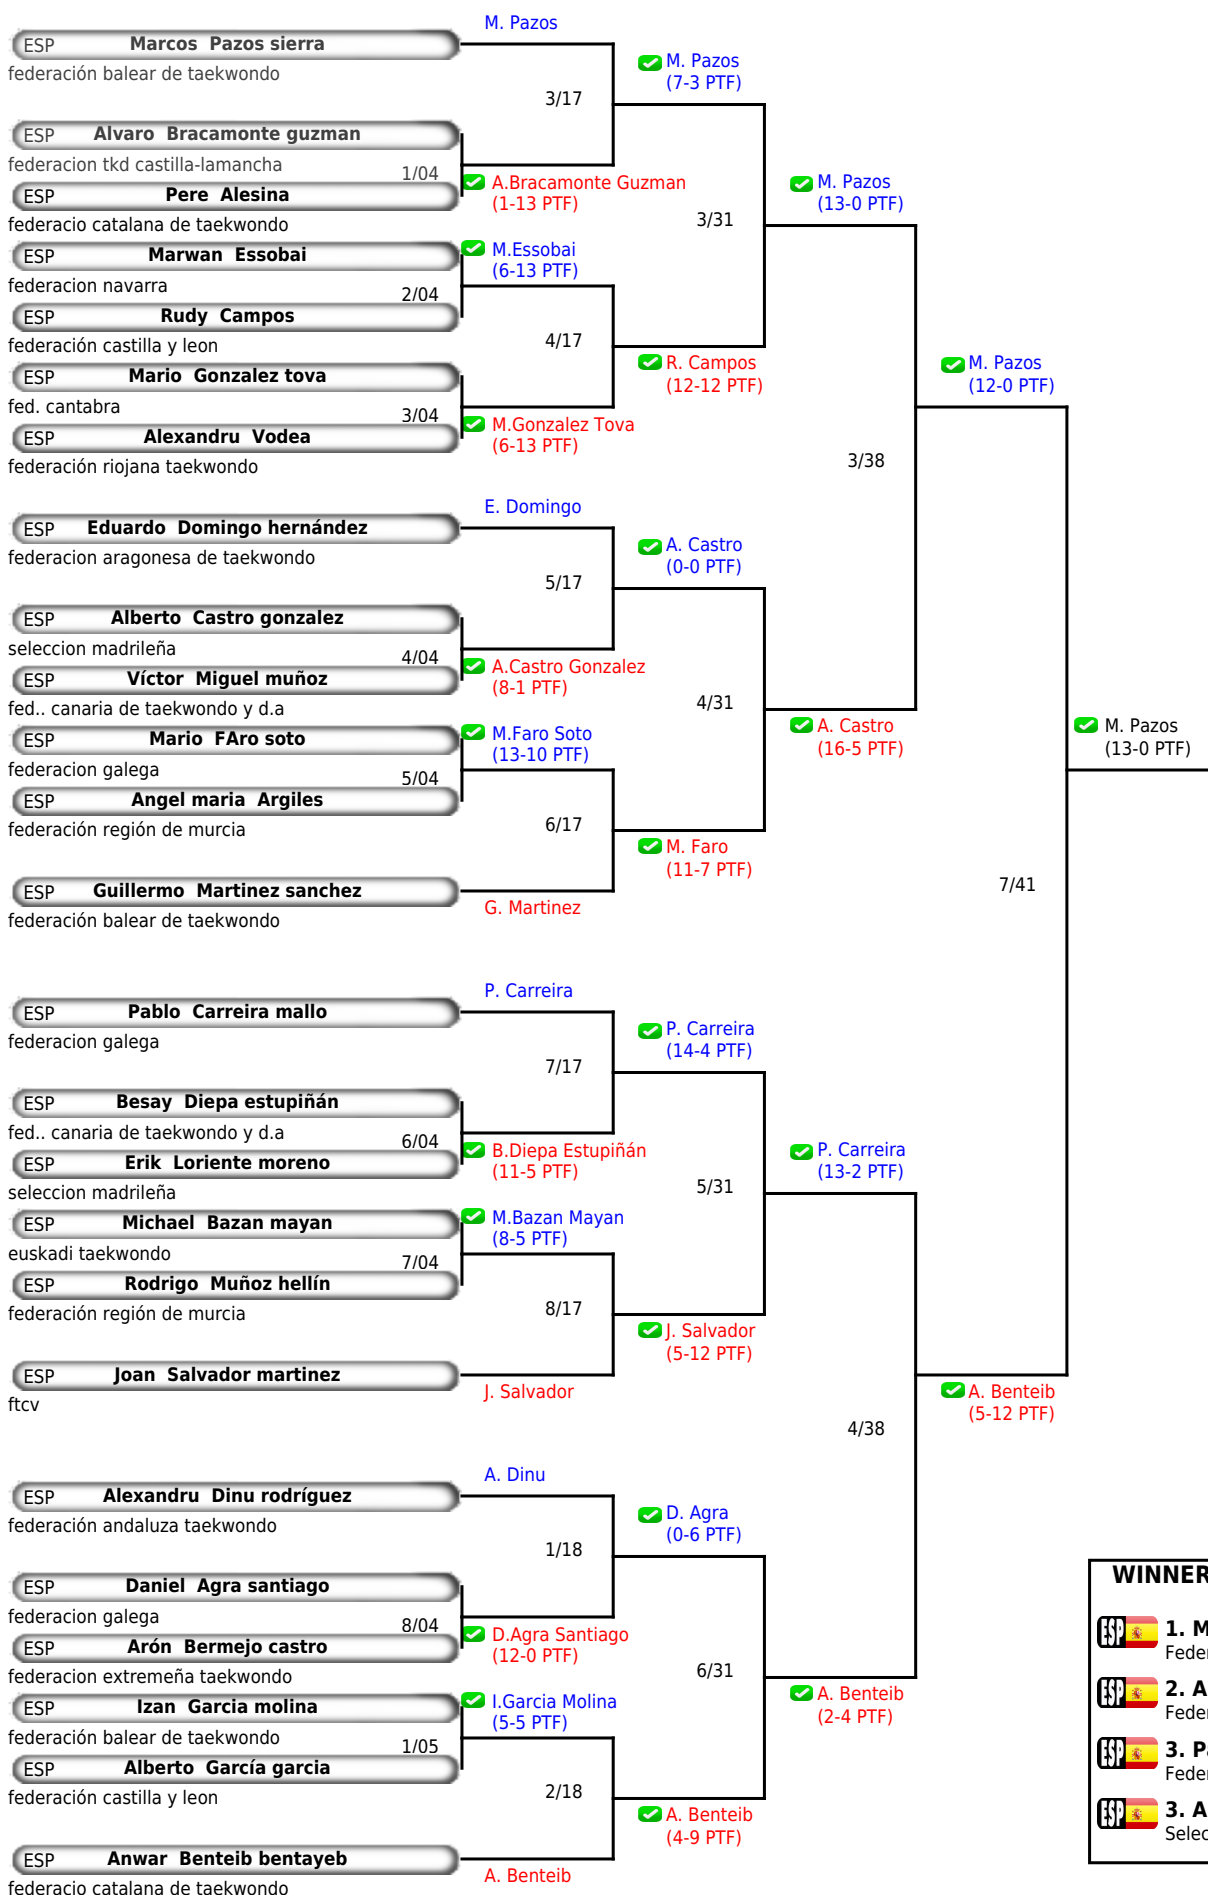 M. Pazos
ESP Marcos Pazos sierra
federación balear de taekwondo
M. Pazos
(7-3 PTF)
3/17
ESP Alvaro Bracamonte guzman
federacion tkd castilla-lamancha
1/04
A.Bracamonte Guzman
(1-13 PTF)
ESP Pere Alesina
federacio catalana de taekwondo
M. Pazos
(13-0 PTF)
3/31
ESP Marwan Essobai
federacion navarra
M.Essobai
(6-13 PTF)
2/04
ESP Rudy Campos
federación castilla y leon
4/17
R. Campos
(12-12 PTF)
M. Pazos
(12-0 PTF)
ESP Mario Gonzalez tova
fed. cantabra
3/04
M.Gonzalez Tova
(6-13 PTF)
ESP Alexandru Vodea
federación riojana taekwondo
3/38
E. Domingo
ESP Eduardo Domingo hernández
federacion aragonesa de taekwondo
A. Castro
(0-0 PTF)
5/17
ESP Alberto Castro gonzalez
seleccion madrileña
4/04
A.Castro Gonzalez
(8-1 PTF)
ESP Víctor Miguel muñoz
fed.. canaria de taekwondo y d.a
4/31
A. Castro
(16-5 PTF)
M. Pazos
(13-0 PTF)
ESP Mario FAro soto
federacion galega
M.Faro Soto
(13-10 PTF)
5/04
ESP Angel maria Argiles
federación región de murcia
6/17
M. Faro
(11-7 PTF)
ESP Guillermo Martinez sanchez
federación balear de taekwondo
G. Martinez
7/41
P. Carreira
ESP Pablo Carreira mallo
federacion galega
P. Carreira
(14-4 PTF)
7/17
ESP Besay Diepa estupiñán
fed.. canaria de taekwondo y d.a
6/04
B.Diepa Estupiñán
(11-5 PTF)
ESP Erik Loriente moreno
seleccion madrileña
P. Carreira
(13-2 PTF)
5/31
ESP Michael Bazan mayan
euskadi taekwondo
M.Bazan Mayan
(8-5 PTF)
7/04
ESP Rodrigo Muñoz hellín
federación región de murcia
8/17
J. Salvador
(5-12 PTF)
ESP Joan Salvador martinez
ftcv
J. Salvador
A. Benteib
(5-12 PTF)
4/38
A. Dinu
ESP Alexandru Dinu rodríguez
federación andaluza taekwondo
D. Agra
(0-6 PTF)
1/18
ESP Daniel Agra santiago
federacion galega
8/04
D.Agra Santiago
(12-0 PTF)
ESP Arón Bermejo castro
federacion extremeña taekwondo
6/31
A. Benteib
(2-4 PTF)
ESP Izan Garcia molina
federación balear de taekwondo
I.Garcia Molina
(5-5 PTF)
1/05
ESP Alberto García garcia
federación castilla y leon
2/18
A. Benteib
(4-9 PTF)
ESP Anwar Benteib bentayeb
federacio catalana de taekwondo
A. Benteib
WINNER
ESP 1. M
Feder
ESP 2. A
Feder
ESP 3. Pa
Feder
ESP 3. A
Selec